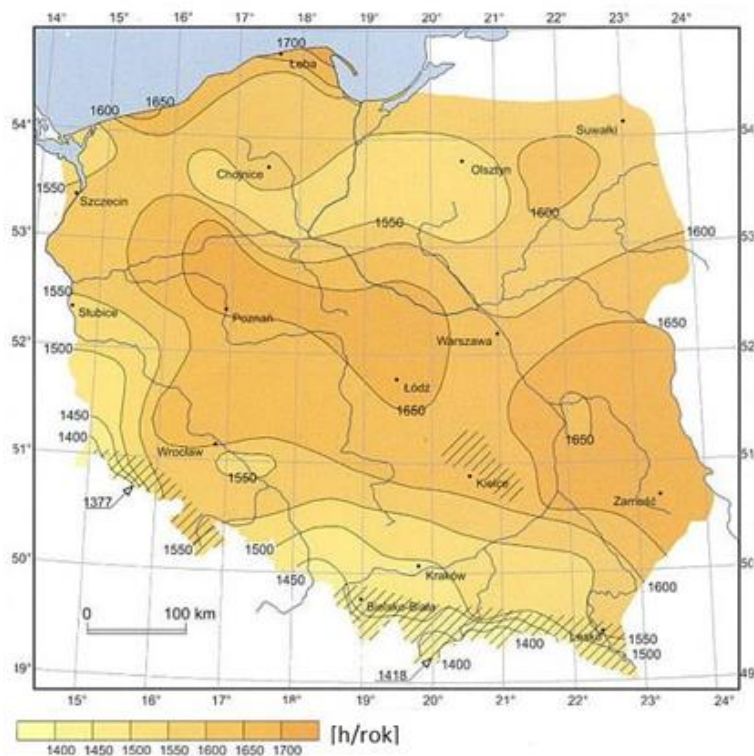 14° 15° 16° 17° 18° 19° 20° 21° 22° 23° 24°
1700
Łeba
1650
1600
54°
Suwałki
Chojnice
Olsztyn
1550
Szczecin
1600
1550
53°
1600
1550
Słubice
Poznań
1650
Warszawa
52°
1500
Łódź
1650
1450
1650
1400
51°
Wrocław
1550
Kielce
1377
Zamość
1550
1500
50°
1450
Kraków
1600
0 100 km
Bielsko-Biała
Lesko
1550
1400
1500
1400
49°
1418
15° 16° 17° 18° 19° 20° 21° 22° 23° 24°
[h/rok]
1400 1450 1500 1550 1600 1650 1700